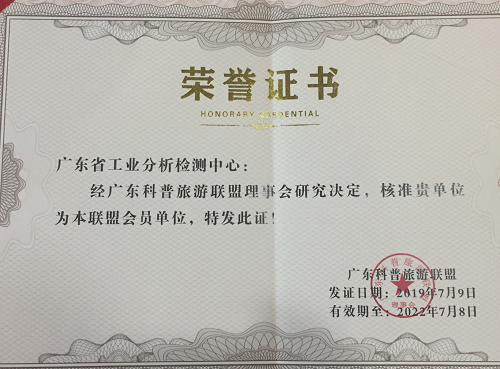 荣誉证书
HONORARY CREDENTIAL
广东省工业分析检测中心：
经广东科普旅游联盟理事会研究决定，核准贵单位
为本联盟会员单位，特发此证！
广东科普旅游联盟
发证日期：2019年7月9日
有效期至：2022年7月8日
理事会